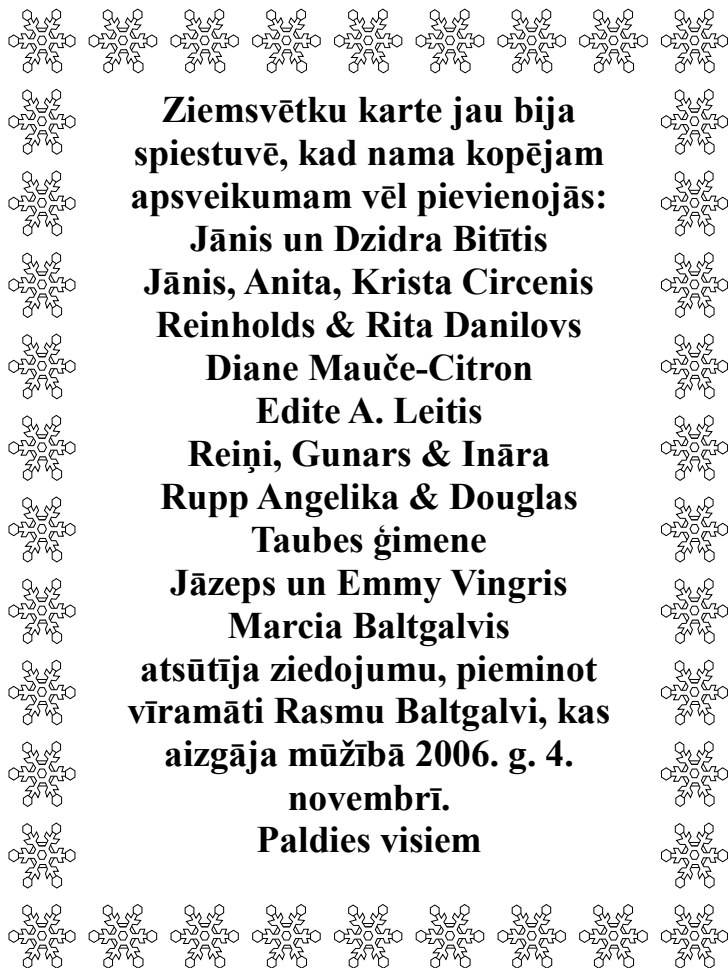 Ziemsvētku karte jau bija
spiestuvē, kad nama kopējam
apsveikumam vēl pievienojās:
Jānis un Dzidra Bitītis
Jānis, Anita, Krista Circenis
Reinholds & Rita Danilovs
Diane Mauče-Citron
Edite A. Leitis
Reiņi, Gunars & Ināra
Rupp Angelika & Douglas
Taubes ģimene
Jāzeps un Emmy Vingris
Marcia Baltgalvis
atsūtīja ziedojumu, pieminot
vīramāti Rasmu Baltgalvi, kas
aizgāja mūžībā 2006. g. 4.
novembrī.
Paldies visiem